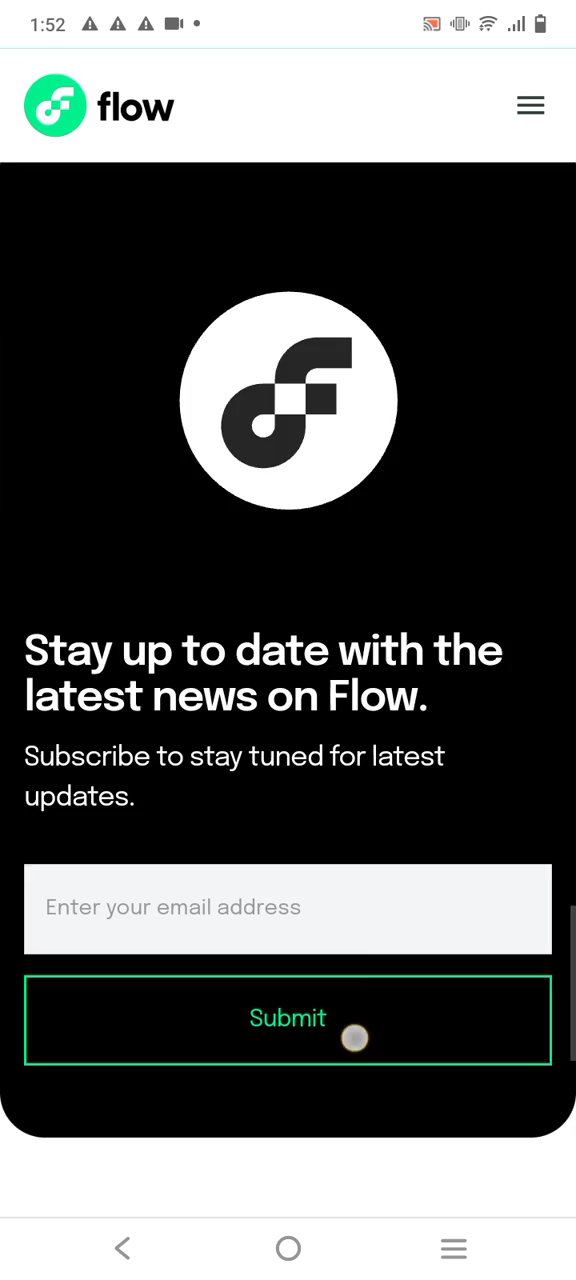 1:52
flow
Stay up to date with the
latest news on Flow.
Subscribe to stay tuned for latest
updates.
Enter your email address
Submit